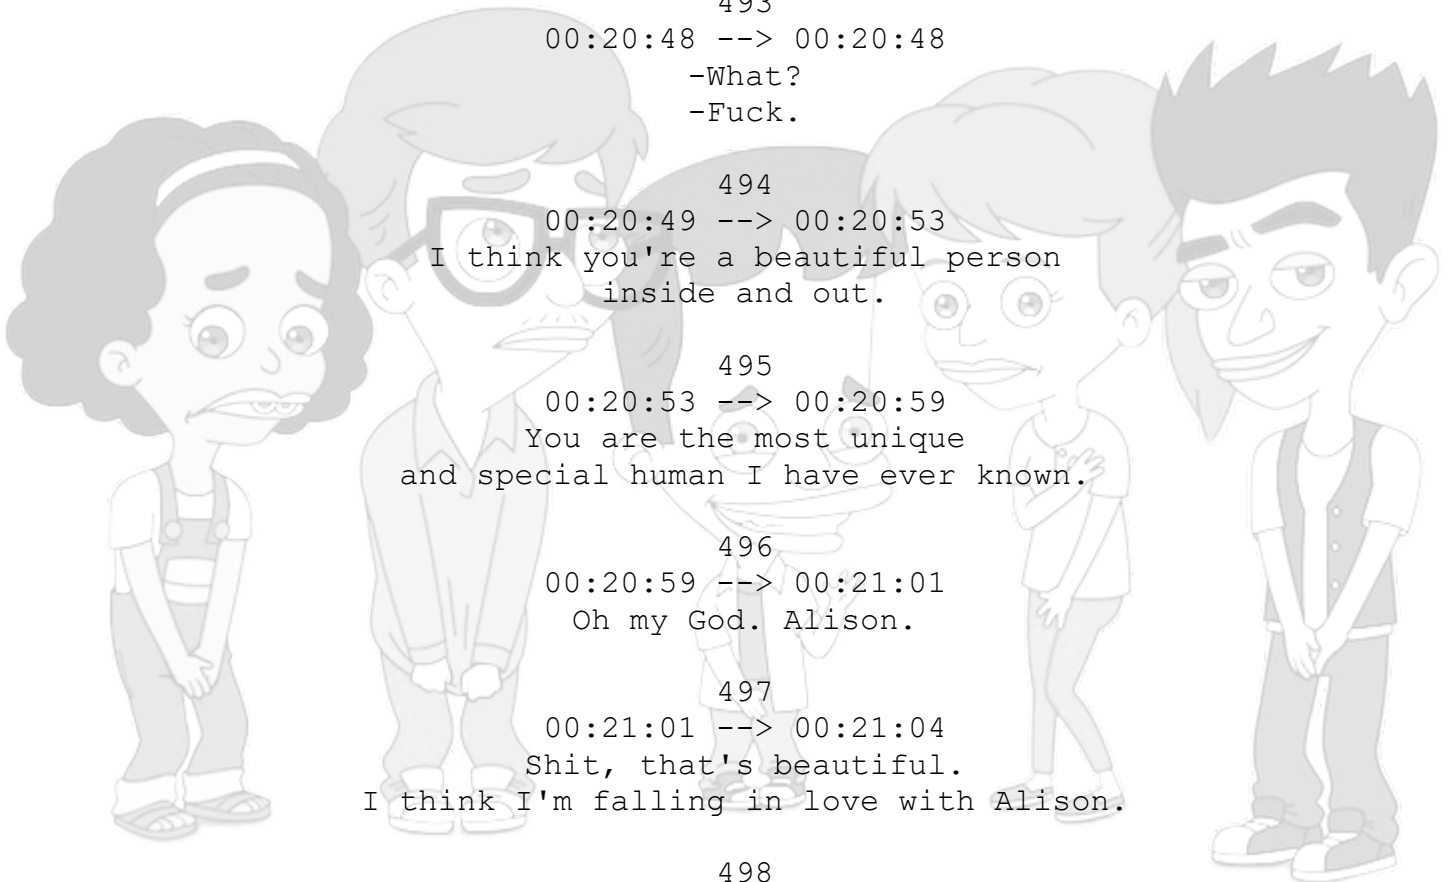 493
00:20:48 --> 00:20:48
-What?
-Fuck.
494
00:20:49 --> 00:20:53
I think you're a beautiful person
inside and out.
495
00:20:53 --> 00:20:59
You are the most unique
and special human I have ever known.
496
00:20:59 --> 00:21:01
Oh my God. Alison.
497
00:21:01 --> 00:21:04
Shit, that's beautiful.
I think I'm falling in love with Alison.
498